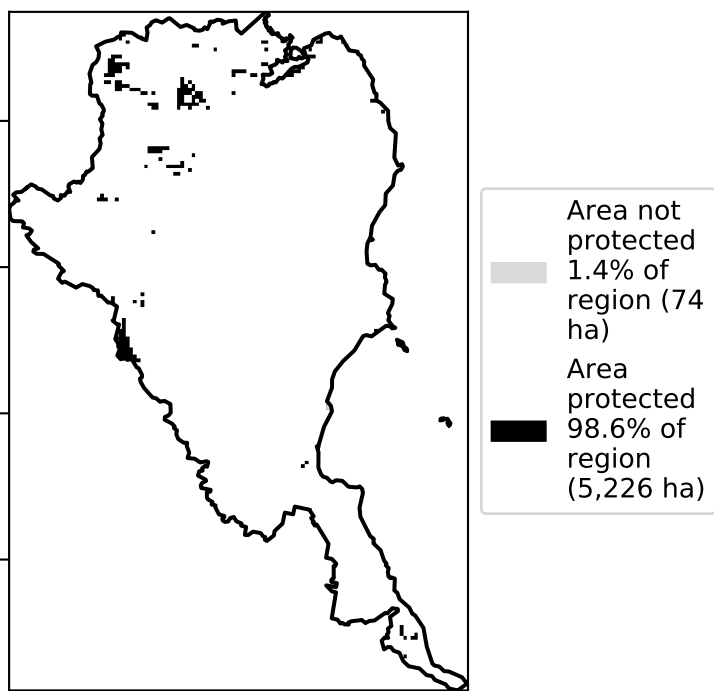 Area not
protected
1.4% of
region (74
ha)
Area
protected
98.6% of
region
(5,226 ha)